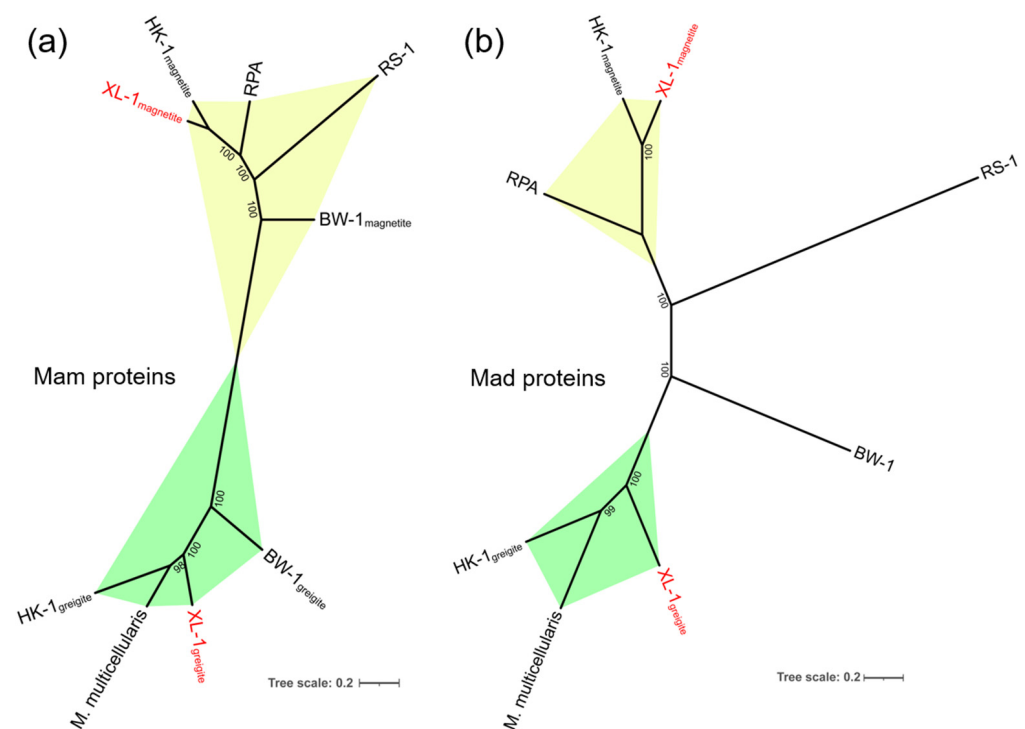 (a)
HK-1magnetite
XL-1magnetite
RPA
RS-1
100
100
100
BW-1magnetite
Mam proteins
100
100
98
HK-1greigite
M. multicellularis
XL-1greigite
BW-1greigite
Tree scale: 0.2
(b)
HK-1magnetite
XL-1magnetite
100
RPA
RS-1
100
Mad proteins
100
BW-1
100
99
HK-1greigite
M. multicellularis
XL-1greigite
Tree scale: 0.2